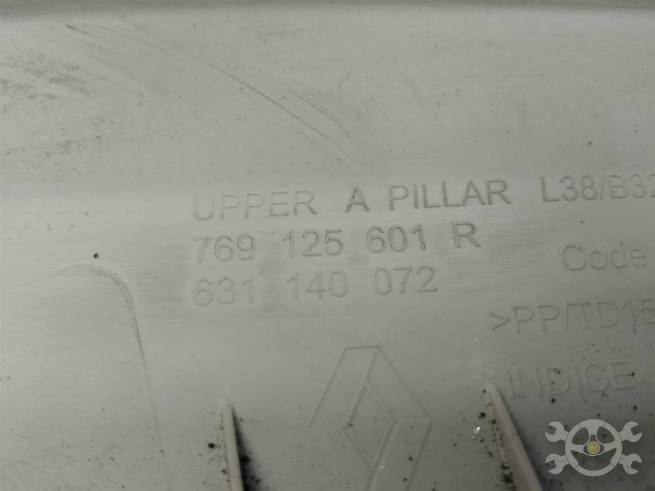 UPPER A PILLAR L38/B32
769 125 601 R
Code
631 140 072
>PP/TD15
INDICE